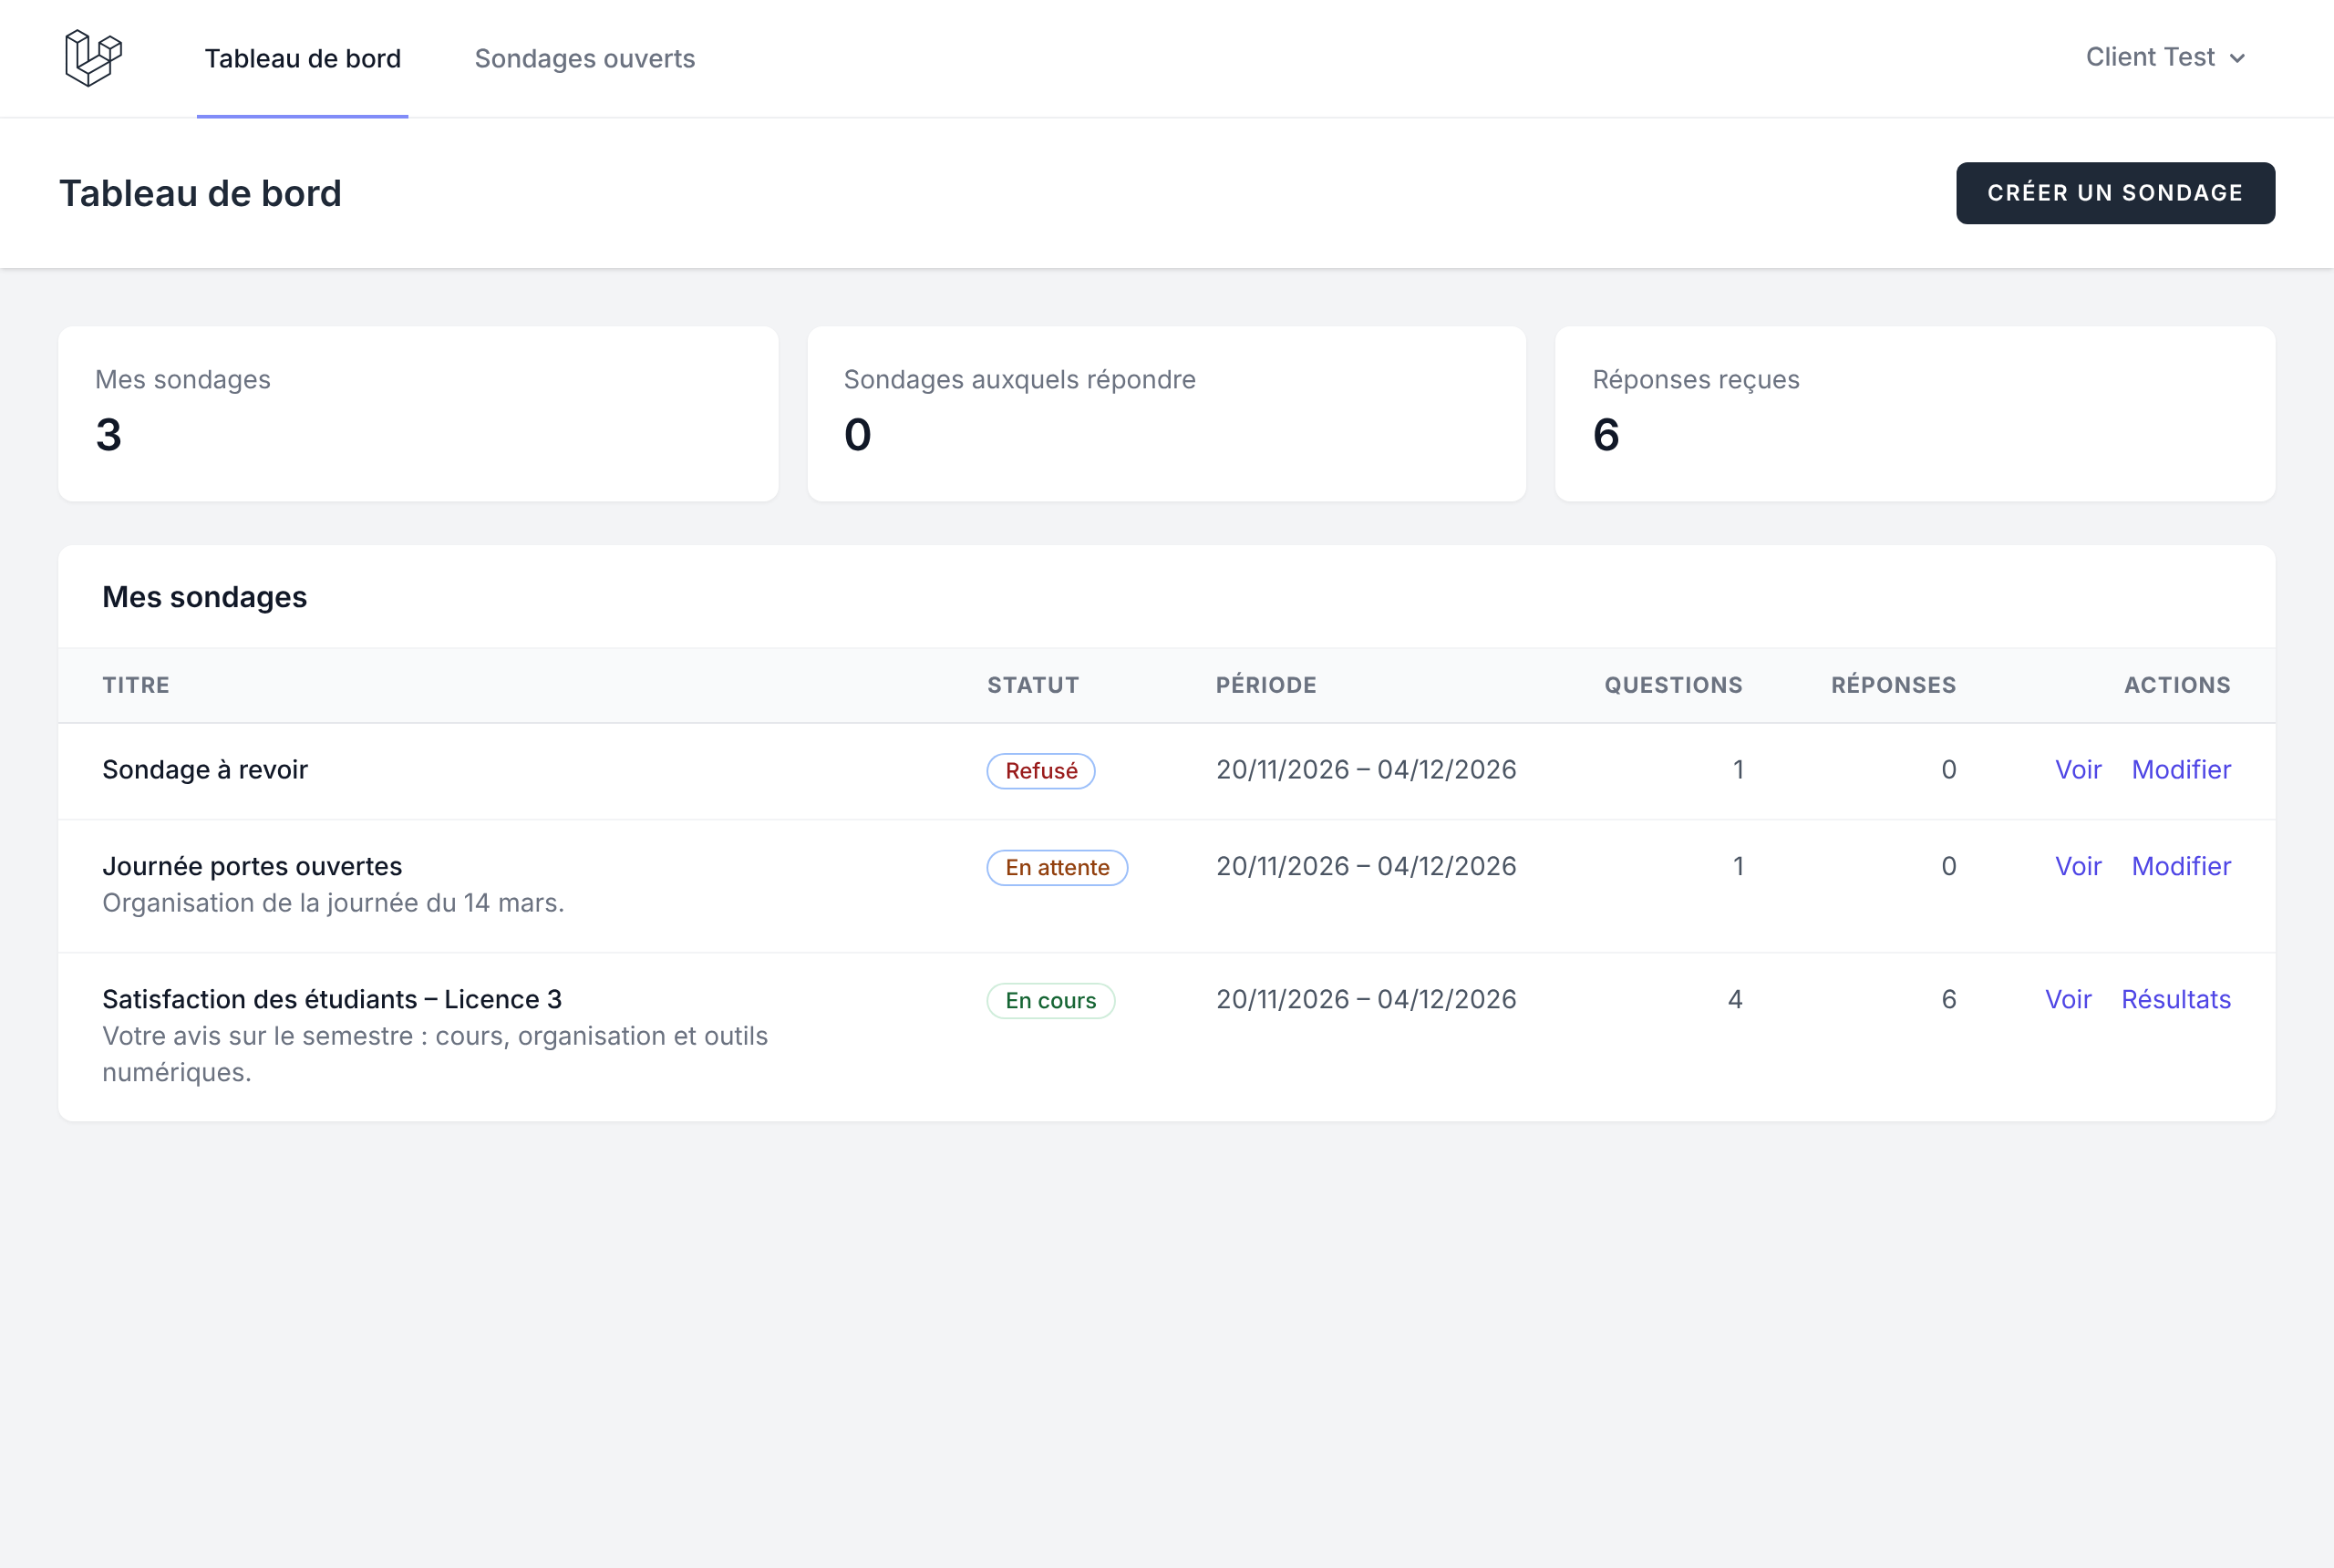 Tableau de bord
Sondages ouverts
Client Test
Tableau de bord
CRÉER UN SONDAGE
Mes sondages
3
Sondages auxquels répondre
0
Réponses reçues
6
Mes sondages
TITRE STATUT PÉRIODE QUESTIONS RÉPONSES ACTIONS
Sondage à revoir Refusé 20/11/2026 – 04/12/2026 1 0 Voir Modifier
Journée portes ouvertes En attente 20/11/2026 – 04/12/2026 1 0 Voir Modifier
Organisation de la journée du 14 mars.
Satisfaction des étudiants – Licence 3 En cours 20/11/2026 – 04/12/2026 4 6 Voir Résultats
Votre avis sur le semestre : cours, organisation et outils
numériques.